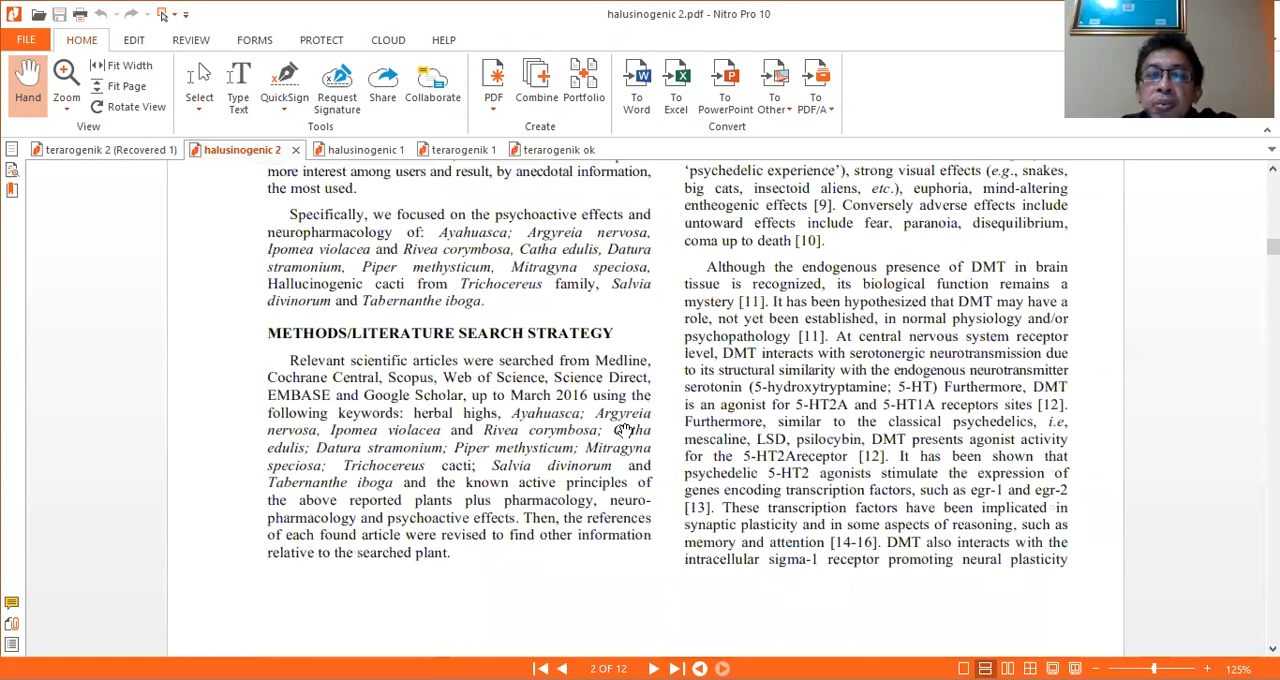 halusinogenic 2.pdf - Nitro Pro 10
FILE HOME EDIT REVIEW FORMS PROTECT CLOUD HELP
Hand
Zoom
Fit Width
Fit Page
Rotate View
View
Select
Type Text
QuickSign
Request Signature
Share
Collaborate
Tools
PDF
Combine
Portfolio
Create
To Word
To Excel
To PowerPoint
To Other
To PDF/A
Convert
terarogenik 2 (Recovered 1)
halusinogenic 2
halusinogenic 1
terarogenik 1
terarogenik ok
more interest among users and result, by anecdotal information,
the most used.
Specifically, we focused on the psychoactive effects and
neuropharmacology of: Ayahuasca; Argyreia nervosa,
Ipomea violacea and Rivea corymbosa, Catha edulis, Datura
stramonium, Piper methysticum, Mitragyna speciosa,
Hallucinogenic cacti from Trichocereus family, Salvia
divinorum and Tabernanthe iboga.
METHODS/LITERATURE SEARCH STRATEGY
Relevant scientific articles were searched from Medline,
Cochrane Central, Scopus, Web of Science, Science Direct,
EMBASE and Google Scholar, up to March 2016 using the
following keywords: herbal highs, Ayahuasca; Argyreia
nervosa, Ipomea violacea and Rivea corymbosa; Catha
edulis; Datura stramonium; Piper methysticum; Mitragyna
speciosa; Trichocereus cacti; Salvia divinorum and
Tabernanthe iboga and the known active principles of
the above reported plants plus pharmacology, neuro-
pharmacology and psychoactive effects. Then, the references
of each found article were revised to find other information
relative to the searched plant.
‘psychedelic experience’), strong visual effects (e.g., snakes,
big cats, insectoid aliens, etc.), euphoria, mind-altering
entheogenic effects [9]. Conversely adverse effects include
untoward effects include fear, paranoia, disequilibrium,
coma up to death [10].
Although the endogenous presence of DMT in brain
tissue is recognized, its biological function remains a
mystery [11]. It has been hypothesized that DMT may have a
role, not yet been established, in normal physiology and/or
psychopathology [11]. At central nervous system receptor
level, DMT interacts with serotonergic neurotransmission due
to its structural similarity with the endogenous neurotransmitter
serotonin (5-hydroxytryptamine; 5-HT) Furthermore, DMT
is an agonist for 5-HT2A and 5-HT1A receptors sites [12].
Furthermore, similar to the classical psychedelics, i.e,
mescaline, LSD, psilocybin, DMT presents agonist activity
for the 5-HT2Areceptor [12]. It has been shown that
psychedelic 5-HT2 agonists stimulate the expression of
genes encoding transcription factors, such as egr-1 and egr-2
[13]. These transcription factors have been implicated in
synaptic plasticity and in some aspects of reasoning, such as
memory and attention [14-16]. DMT also interacts with the
intracellular sigma-1 receptor promoting neural plasticity
2 OF 12
125%